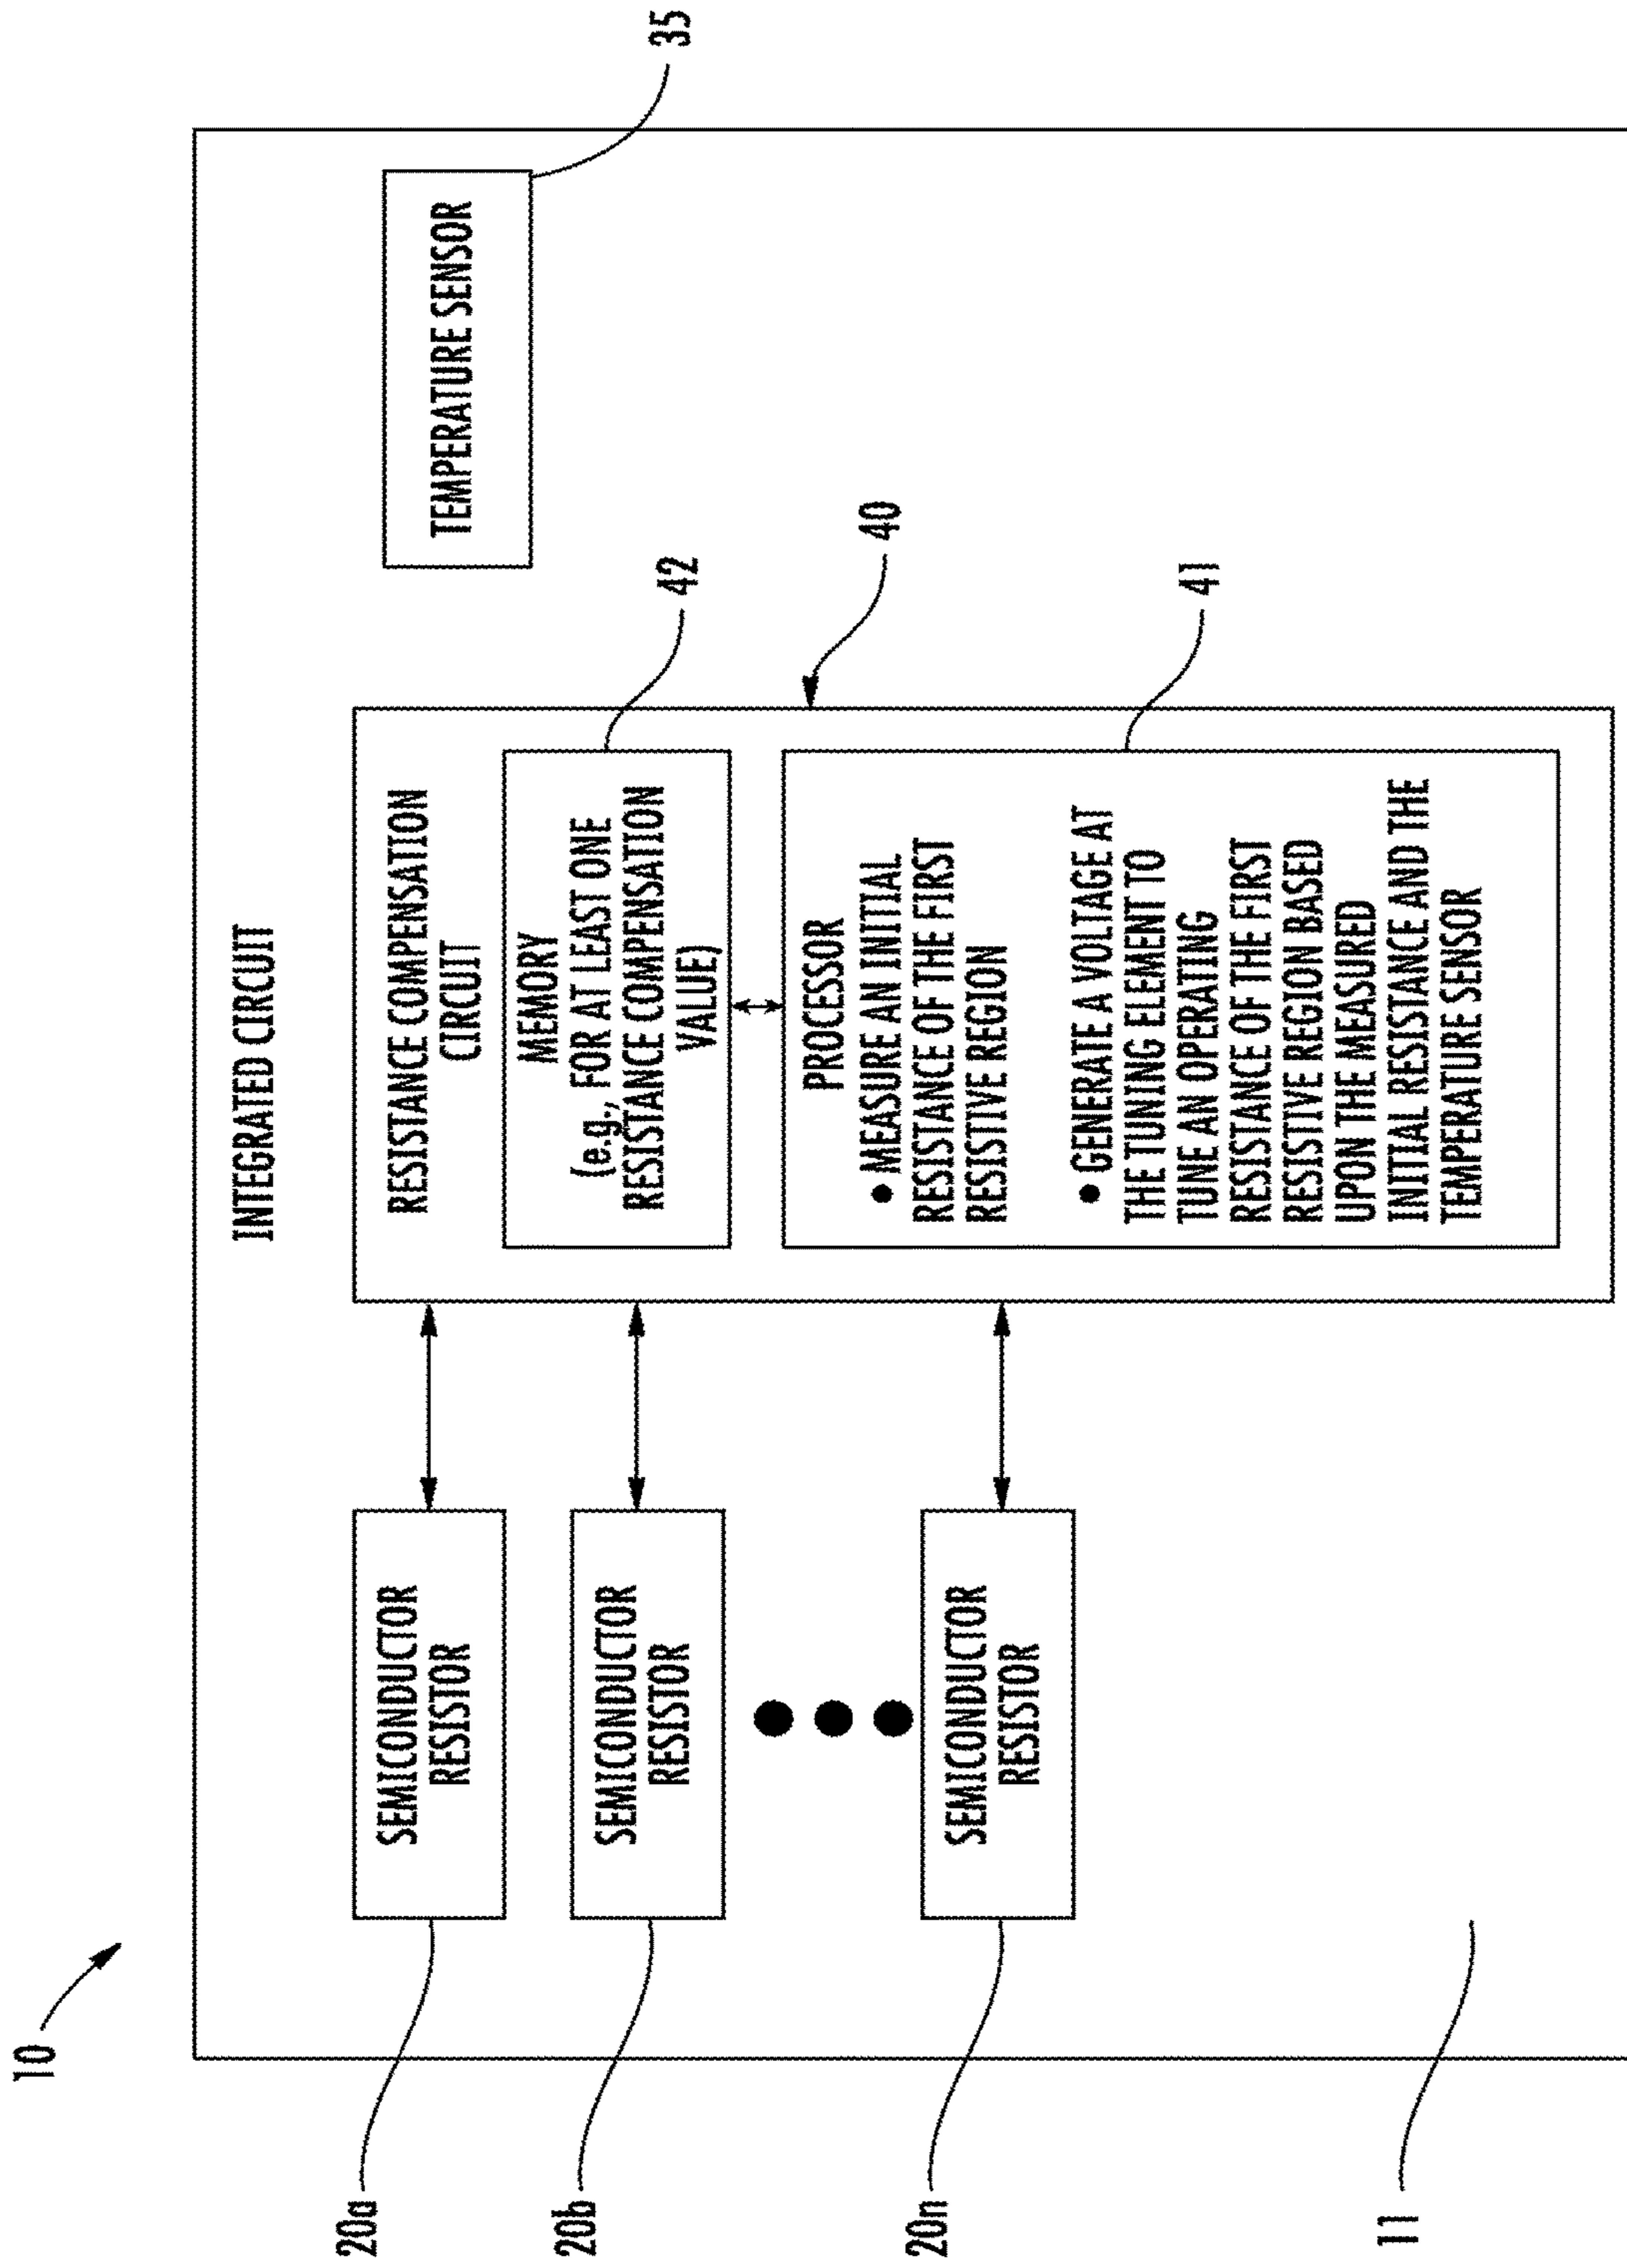 10
INTEGRATED CIRCUIT
20a
SEMICONDUCTOR
RESISTOR
20b
SEMICONDUCTOR
RESISTOR
20n
SEMICONDUCTOR
RESISTOR
11
RESISTANCE COMPENSATION
CIRCUIT
MEMORY
(e.g., FOR AT LEAST ONE
RESISTANCE COMPENSATION
VALUE)
PROCESSOR
● MEASURE AN INITIAL
RESISTANCE OF THE FIRST
RESISTIVE REGION
● GENERATE A VOLTAGE AT
THE TUNING ELEMENT TO
TUNE AN OPERATING
RESISTANCE OF THE FIRST
RESISTIVE REGION BASED
UPON THE MEASURED
INITIAL RESISTANCE AND THE
TEMPERATURE SENSOR
42
40
41
TEMPERATURE SENSOR
35